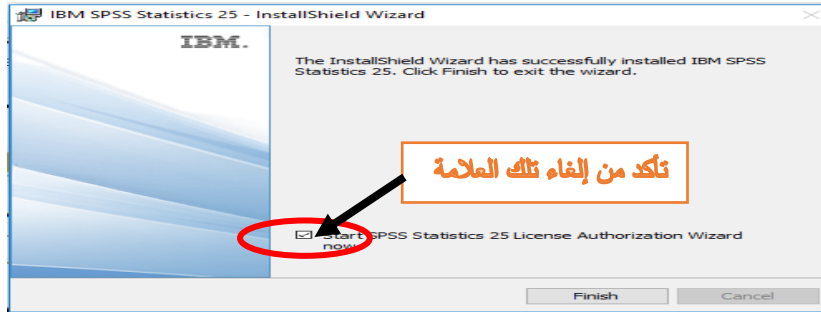 IBM SPSS Statistics 25 - InstallShield Wizard
IBM.
The InstallShield Wizard has successfully installed IBM SPSS
Statistics 25. Click Finish to exit the wizard.
تأكد من إلغاء تلك العلامة
Start SPSS Statistics 25 License Authorization Wizard
now
Finish
Cancel